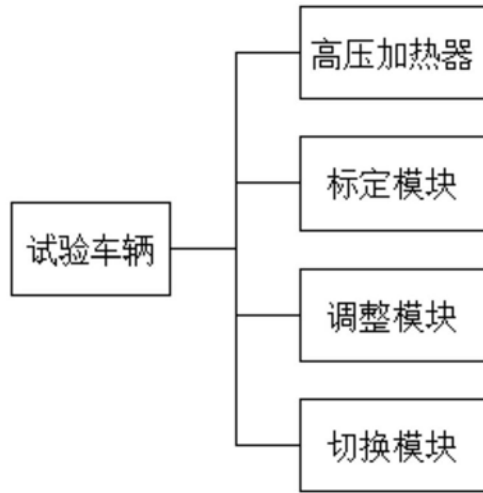 高压加热器
标定模块
试验车辆
调整模块
切换模块